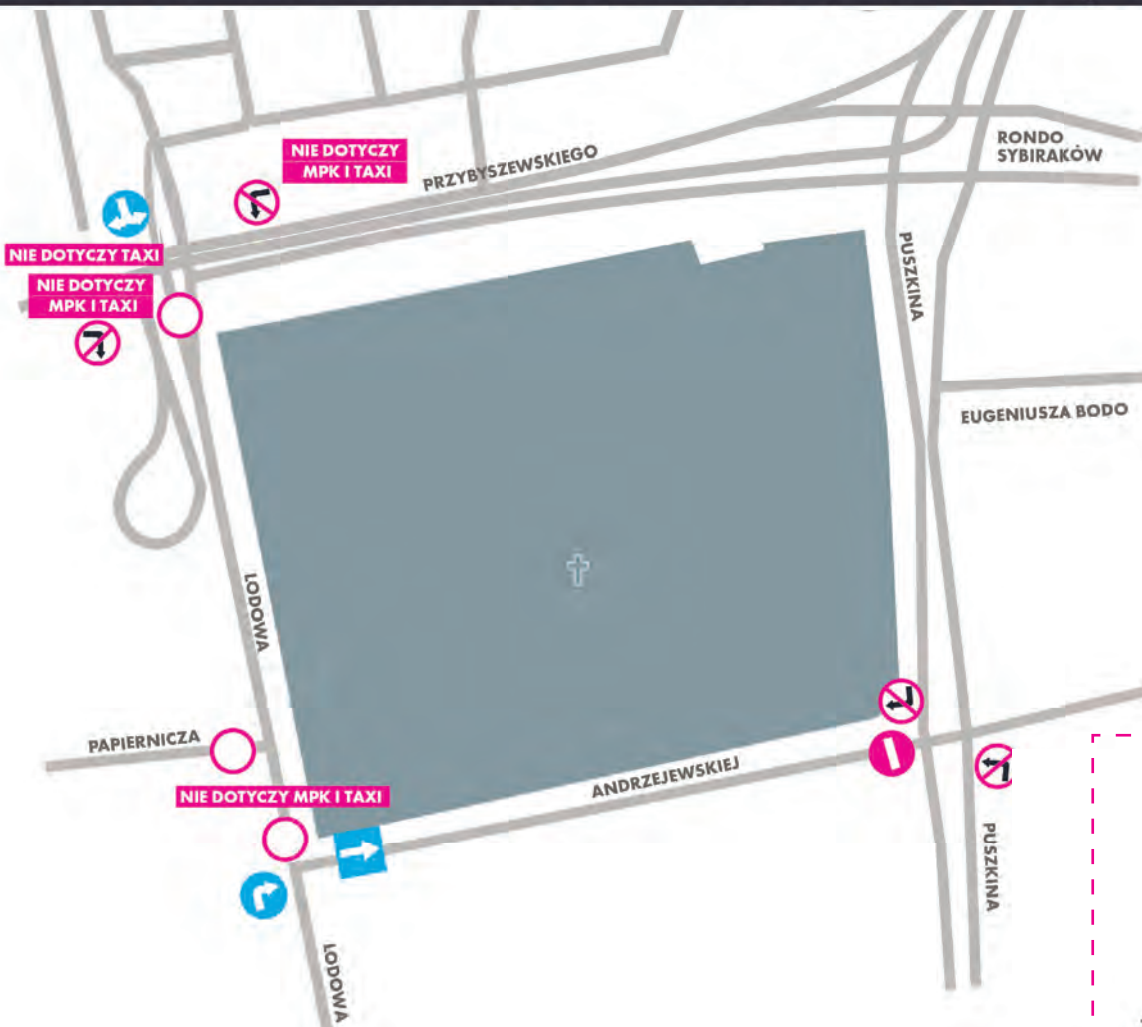 NIE DOTYCZY
MPK I TAXI
PRZYBYSZEWSKIEGO
RONDO
SYBIRAKÓW
NIE DOTYCZY TAXI
NIE DOTYCZY
MPK I TAXI
PUSZKINA
EUGENIUSZA BODO
LODOWA
PAPIERNICZA
NIE DOTYCZY MPK I TAXI
ANDRZEJEWSKIEJ
PUSZKINA
LODOWA